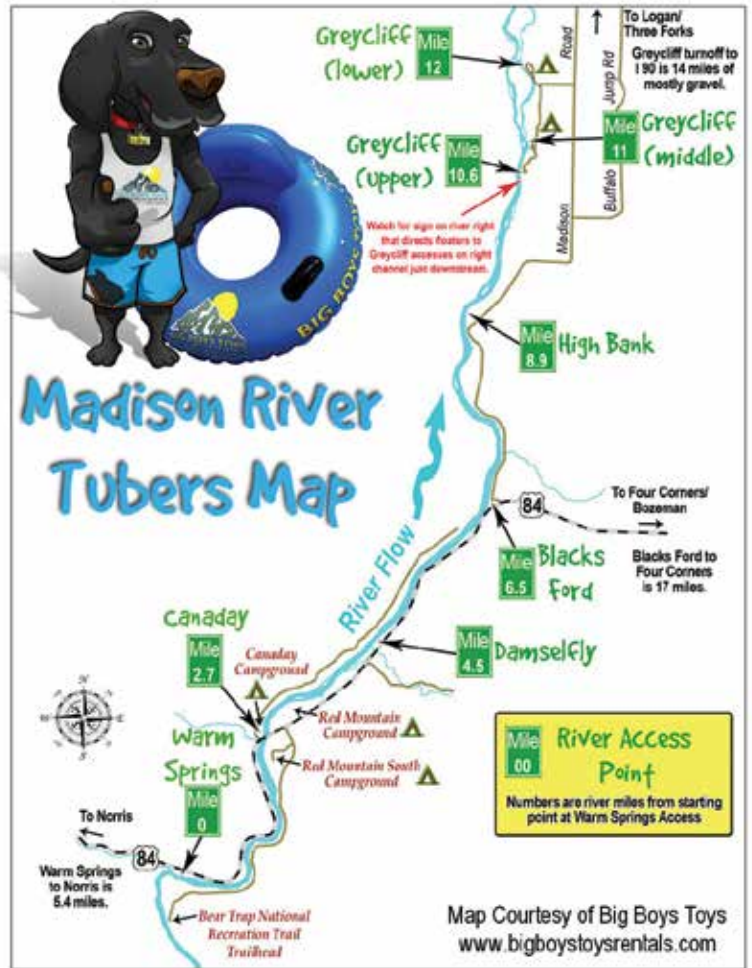 Greycliff
(lower)
Mile
12
To Logan/
Three Forks
Greycliff turnoff to
I 90 is 14 miles of
mostly gravel.
Road
Jump Rd
Greycliff
(upper)
Mile
10.6
Mile
11
Greycliff
(middle)
Buffalo
Medison
Watch for sign on river right
that directs floaters to
Greycliff accesses on right
channel just downstream.
BIG BOYS
Mile
8.9
High Bank
Madison River
Tubers Map
To Four Corners/
Bozeman
84
Blacks Ford to
Four Corners
is 17 miles.
Mile
6.5
Blacks
Ford
River Flow
Canaday
Mile
2.7
Canaday
Campground
Mile
4.5
Damselfly
Red Mountain
Campground
Red Mountain South
Campground
N
W
E
S
Warm
Springs
Mile
0
Mile
00
River Access
Point
Numbers are river miles from starting
point at Warm Springs Access
To Norris
84
Warm Springs
to Norris is
5.4 miles.
Bear Trap National
Recreation Trail
Trailhead
Map Courtesy of Big Boys Toys
www.bigboystoysrentals.com